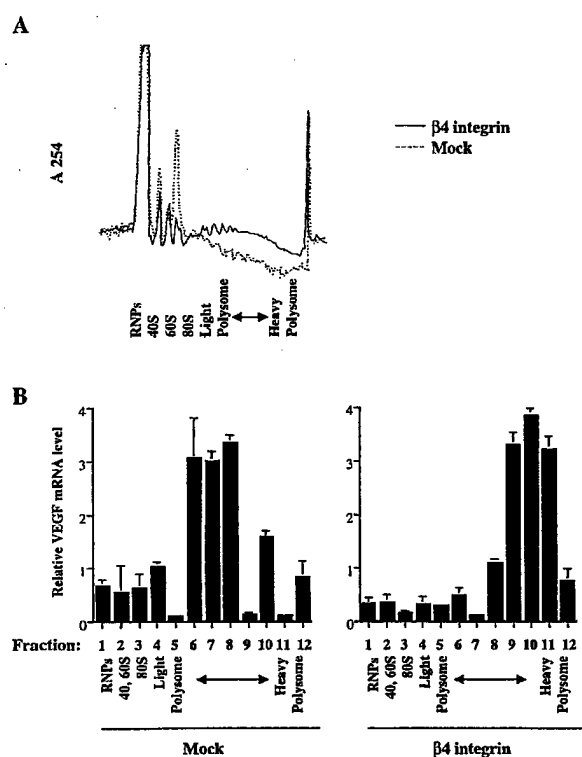 A
A 254
β4 integrin
Mock
RNPs
40S
60S
80S
Light
Polysome
Heavy
Polysome
B
Relative VEGF mRNA level
4
3
2
1
0
4
3
2
1
0
Fraction: 1 2 3 4 5 6 7 8 9 10 11 12
1 2 3 4 5 6 7 8 9 10 11 12
RNPs
40, 60S
80S
Light
Polysome
Heavy
Polysome
RNPs
40, 60S
80S
Light
Polysome
Heavy
Polysome
Mock
β4 integrin